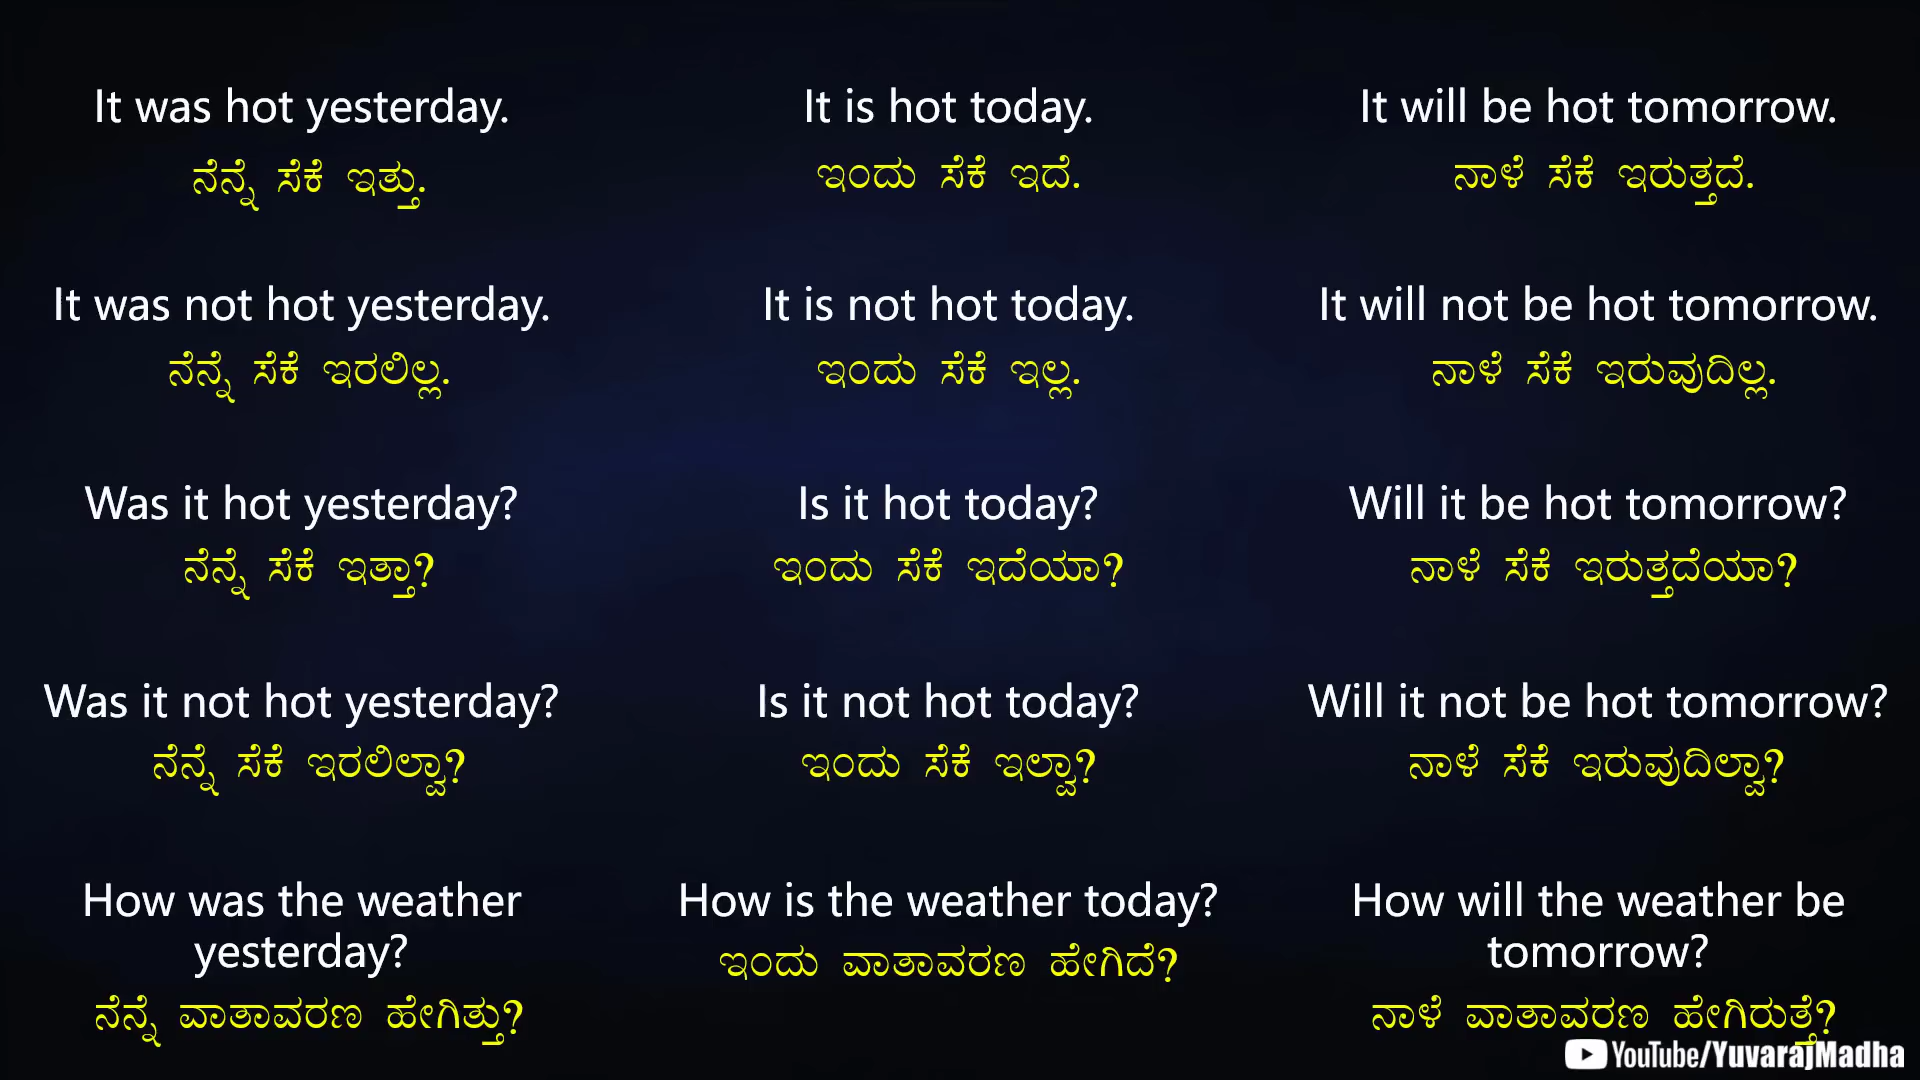 It was hot yesterday.
ನೆನ್ನೆ ಸೆಕೆ ಇತ್ತು.
It is hot today.
ಇಂದು ಸೆಕೆ ಇದೆ.
It will be hot tomorrow.
ನಾಳೆ ಸೆಕೆ ಇರುತ್ತದೆ.
It was not hot yesterday.
ನೆನ್ನೆ ಸೆಕೆ ಇರಲಿಲ್ಲ.
It is not hot today.
ಇಂದು ಸೆಕೆ ಇಲ್ಲ.
It will not be hot tomorrow.
ನಾಳೆ ಸೆಕೆ ಇರುವುದಿಲ್ಲ.
Was it hot yesterday?
ನೆನ್ನೆ ಸೆಕೆ ಇತ್ತಾ?
Is it hot today?
ಇಂದು ಸೆಕೆ ಇದೆಯಾ?
Will it be hot tomorrow?
ನಾಳೆ ಸೆಕೆ ಇರುತ್ತದೆಯಾ?
Was it not hot yesterday?
ನೆನ್ನೆ ಸೆಕೆ ಇರಲಿಲ್ವಾ?
Is it not hot today?
ಇಂದು ಸೆಕೆ ಇಲ್ವಾ?
Will it not be hot tomorrow?
ನಾಳೆ ಸೆಕೆ ಇರುವುದಿಲ್ವಾ?
How was the weather
yesterday?
ನೆನ್ನೆ ವಾತಾವರಣ ಹೇಗಿತ್ತು?
How is the weather today?
ಇಂದು ವಾತಾವರಣ ಹೇಗಿದೆ?
How will the weather be
tomorrow?
ನಾಳೆ ವಾತಾವರಣ ಹೇಗಿರುತ್ತೆ?
YouTube/YuvarajMadha